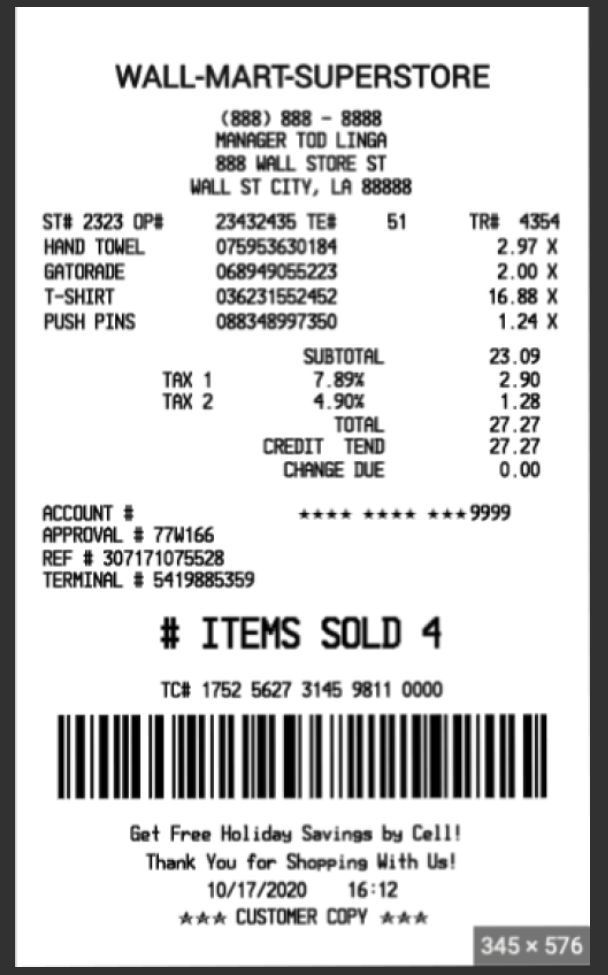 WALL-MART-SUPERSTORE
(888) 888 - 8888
MANAGER TOD LINGA
888 WALL STORE ST
WALL ST CITY, LA 88888
ST# 2323 OP# 23432435 TE# 51 TR# 4354
HAND TOWEL 075953630184 2.97 X
GATORADE 068949055223 2.00 X
T-SHIRT 036231552452 16.88 X
PUSH PINS 088348997350 1.24 X
SUBTOTAL 23.09
TAX 1 7.89% 2.90
TAX 2 4.90% 1.28
TOTAL 27.27
CREDIT TEND 27.27
CHANGE DUE 0.00
ACCOUNT # ★★★★ ★★★★ ★★★9999
APPROVAL # 77W166
REF # 307171075528
TERMINAL # 5419885359
# ITEMS SOLD 4
TC# 1752 5627 3145 9811 0000
Get Free Holiday Savings by Cell!
Thank You for Shopping With Us!
10/17/2020 16:12
★★★ CUSTOMER COPY ★★★
345 × 576